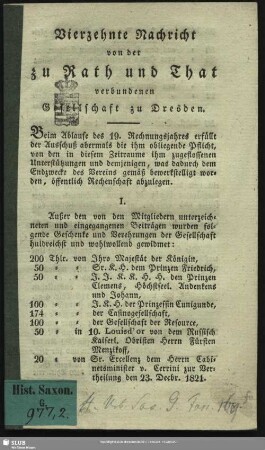 Vierzehnte Nachricht
von der
zu Rath und That
verbundenen
Gesellschaft zu Dresden.
Beim Ablaufe des 19. Rechnungsjahres erfüllt
der Ausschuß abermals die ihm obliegende Pflicht,
von den in diesem Zeitraume ihm zugeflossenen
Unterstützungen und demjenigen, was dadurch dem
Endzwecke des Vereins gemäß bewerkstelligt wor-
den, öffentlich Rechenschaft abzulegen.
I.
Außer den von den Mitgliedern unterzeich-
neten und eingegangenen Beiträgen wurden fol-
gende Geschenke und Verehrungen der Gesellschaft
huldreichst und wohlwollend gewidmet:
200 Thlr. von Ihro Majestät der Königin,
50 = = Sr. K. H. dem Prinzen Friedrich,
50 = = J. J. K. K. H. H. den Prinzen
Clemens, Höchstseel. Andenkens
und Johann,
100 = = J. K. H. der Prinzessin Cunigunde,
174 = = der Casinogesellschaft,
100 = = der Gesellschaft der Resource,
50 = in 10. Louisd'or von dem Russisch
Kaiserl. Obristen Herrn Fürsten
Menzikoff,
20 = von Sr. Excellenz dem Herrn Cabi-
netsminister v. Cerrini zur Ver-
theilung den 23. Decbr. 1821.
Hist. Saxon.
G
977,2.
SLUB